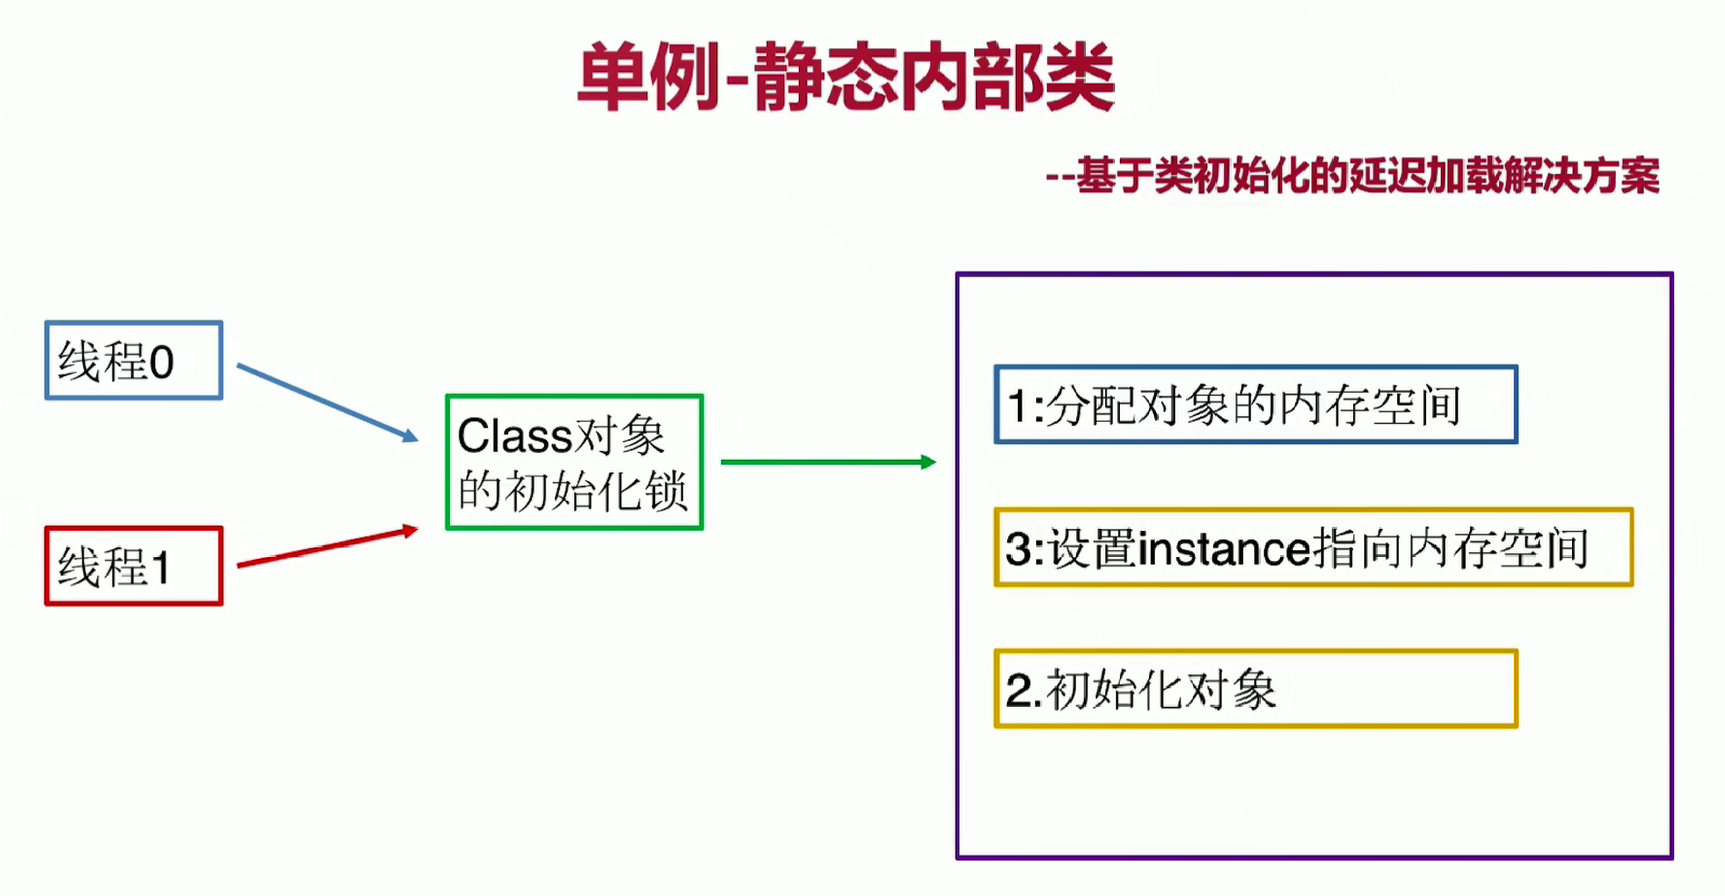 单例-静态内部类
--基于类初始化的延迟加载解决方案
线程0
线程1
Class对象
的初始化锁
1:分配对象的内存空间
3:设置instance指向内存空间
2.初始化对象